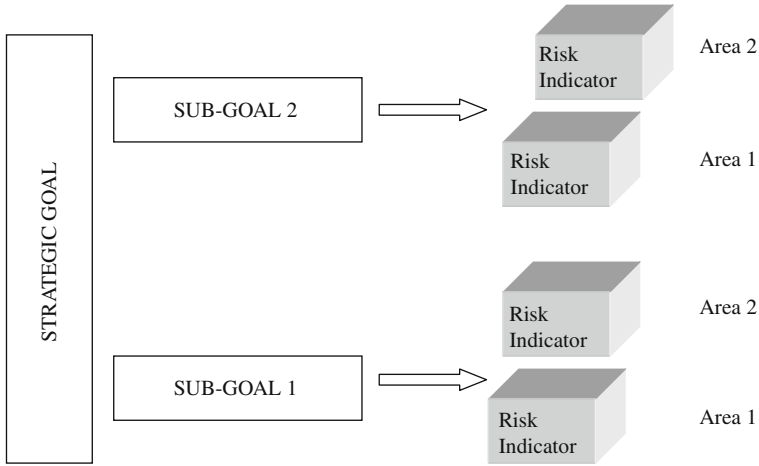 STRATEGIC GOAL
SUB-GOAL 2
Risk
Indicator
Area 2
Risk
Indicator
Area 1
SUB-GOAL 1
Risk
Indicator
Area 2
Risk
Indicator
Area 1